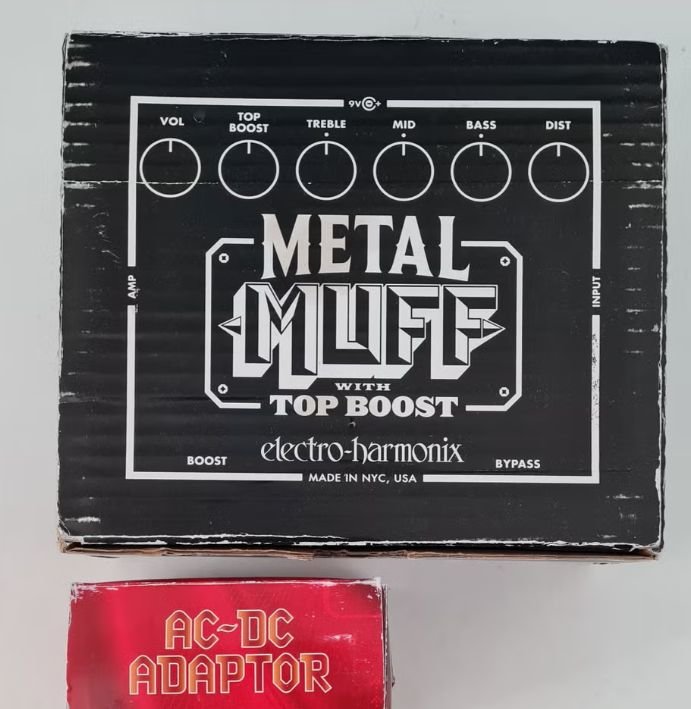 9V
VOL
TOP
BOOST
TREBLE
MID
BASS
DIST
AMP
INPUT
METAL
MUFF
WITH
TOP BOOST
electro-harmonix
BOOST
BYPASS
MADE IN NYC, USA
AC~DC
ADAPTOR